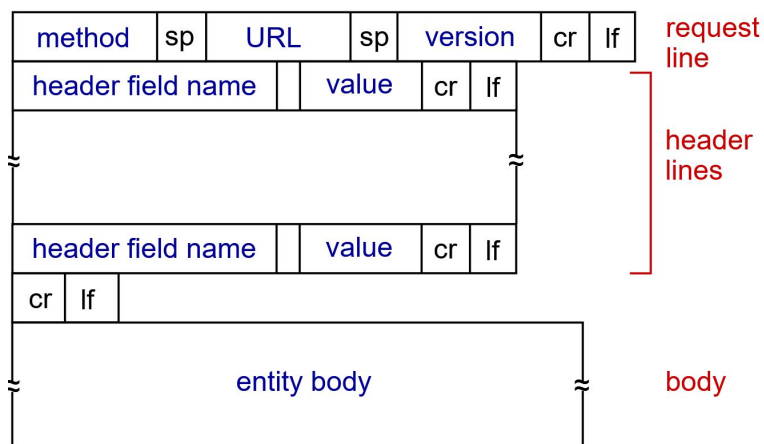 method sp URL sp version cr lf
request
line
header field name value cr lf
header
lines
header field name value cr lf
cr lf
entity body
body